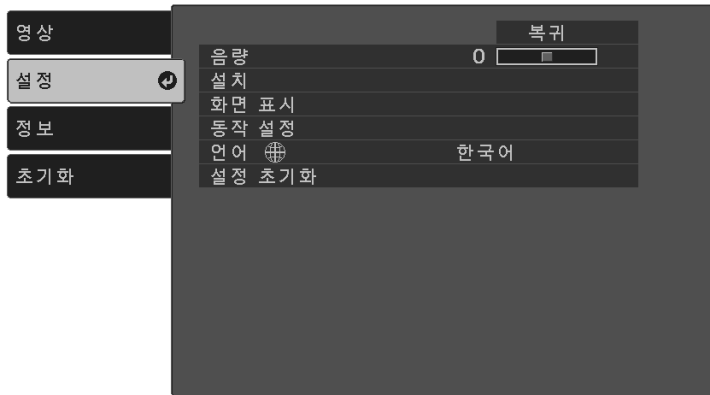 영상
설정
정보
초기화
복귀
음량 0
설치
화면 표시
동작 설정
언어 한국어
설정 초기화